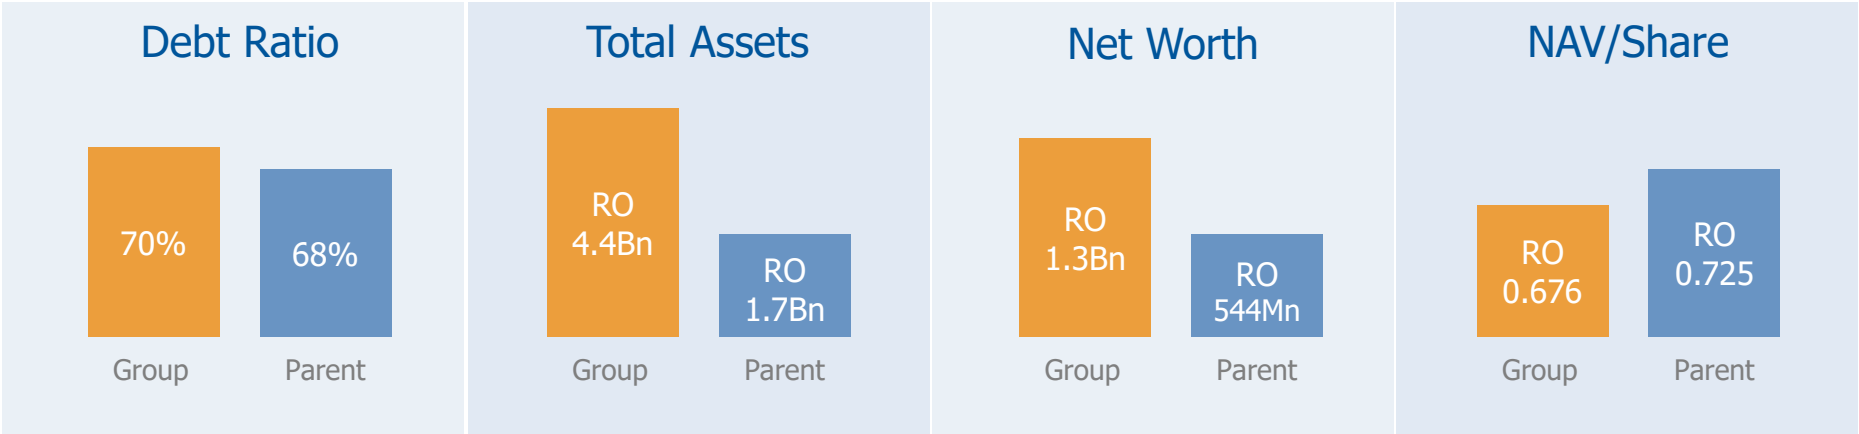 Debt Ratio
70%
68%
Group
Parent
Total Assets
RO
4.4Bn
RO
1.7Bn
Group
Parent
Net Worth
RO
1.3Bn
RO
544Mn
Group
Parent
NAV/Share
RO
0.676
RO
0.725
Group
Parent